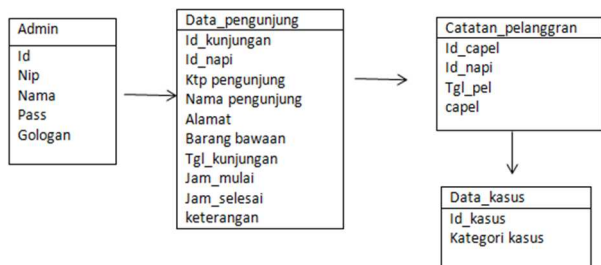 Admin
Id
Nip
Nama
Pass
Gologan
Data_pengunjung
Id_kunjungan
Id_napi
Ktp pengunjung
Nama pengunjung
Alamat
Barang bawaan
Tgl_kunjungan
Jam_mulai
Jam_selesai
keterangan
Catatan_pelanggran
Id_capel
Id_napi
Tgl_pel
capel
Data_kasus
Id_kasus
Kategori kasus